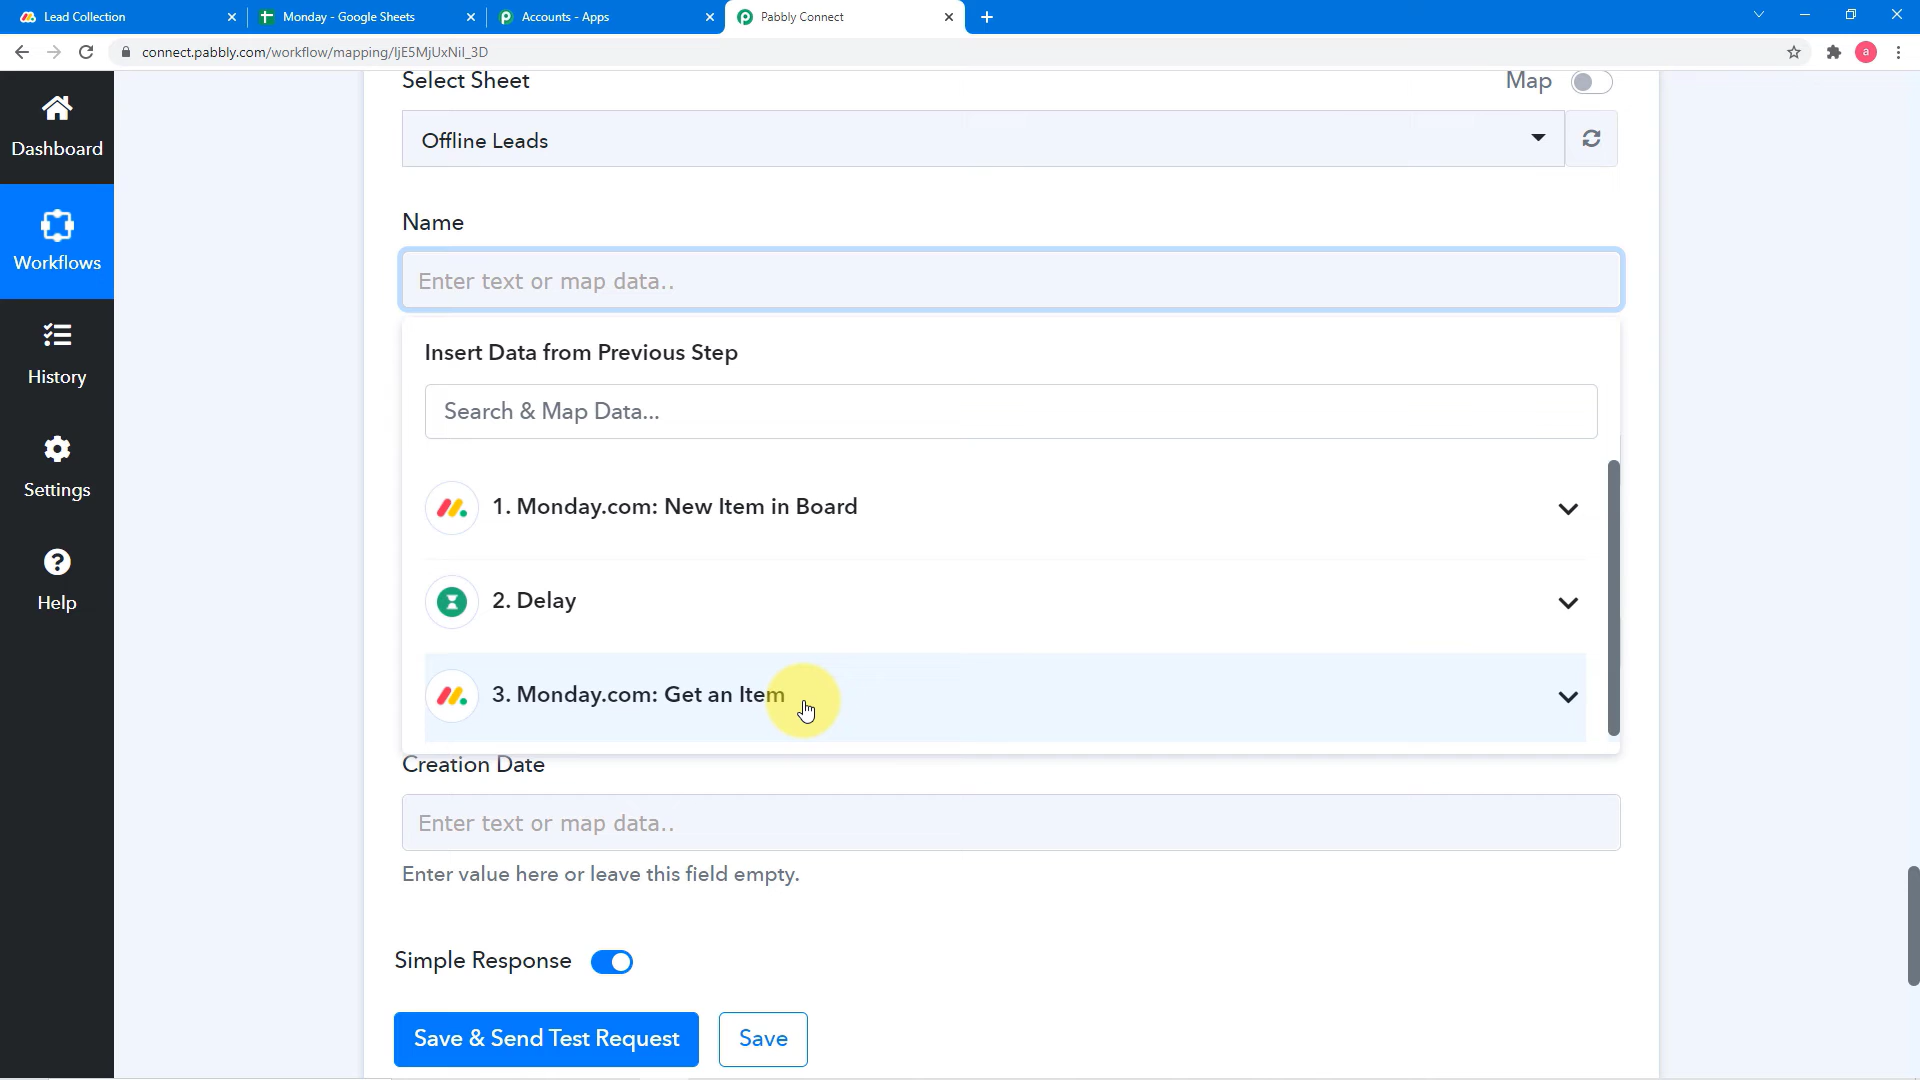 Lead Collection
Monday - Google Sheets
Accounts - Apps
Pabbly Connect
connect.pabbly.com/workflow/mapping/IjE5MjUxNiI_3D
a
Dashboard
Workflows
History
Settings
Help
Select Sheet
Map
Offline Leads
Name
Enter text or map data..
Insert Data from Previous Step
Search & Map Data...
1. Monday.com: New Item in Board
2. Delay
3. Monday.com: Get an Item
Creation Date
Enter text or map data..
Enter value here or leave this field empty.
Simple Response
Save & Send Test Request
Save